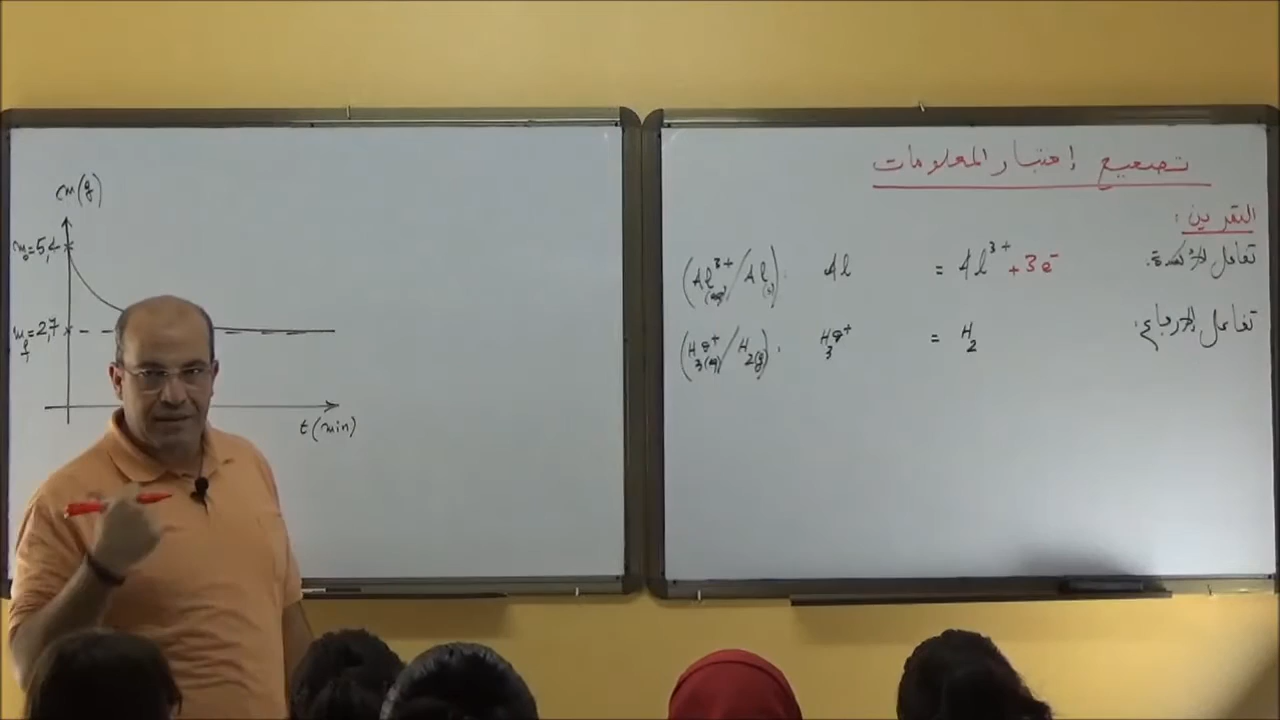 تصحيح إختبار المعلومات
التمرين:
تفاعل الأكسدة: (Al³⁺(aq)/Al(s)): Al = Al³⁺ + 3e⁻
تفاعل الإرجاع: (H₃O⁺(aq)/H₂(g)): H₃O⁺ = H₂
m(g)
m₀=5,4
m_f=2,7
t(min)